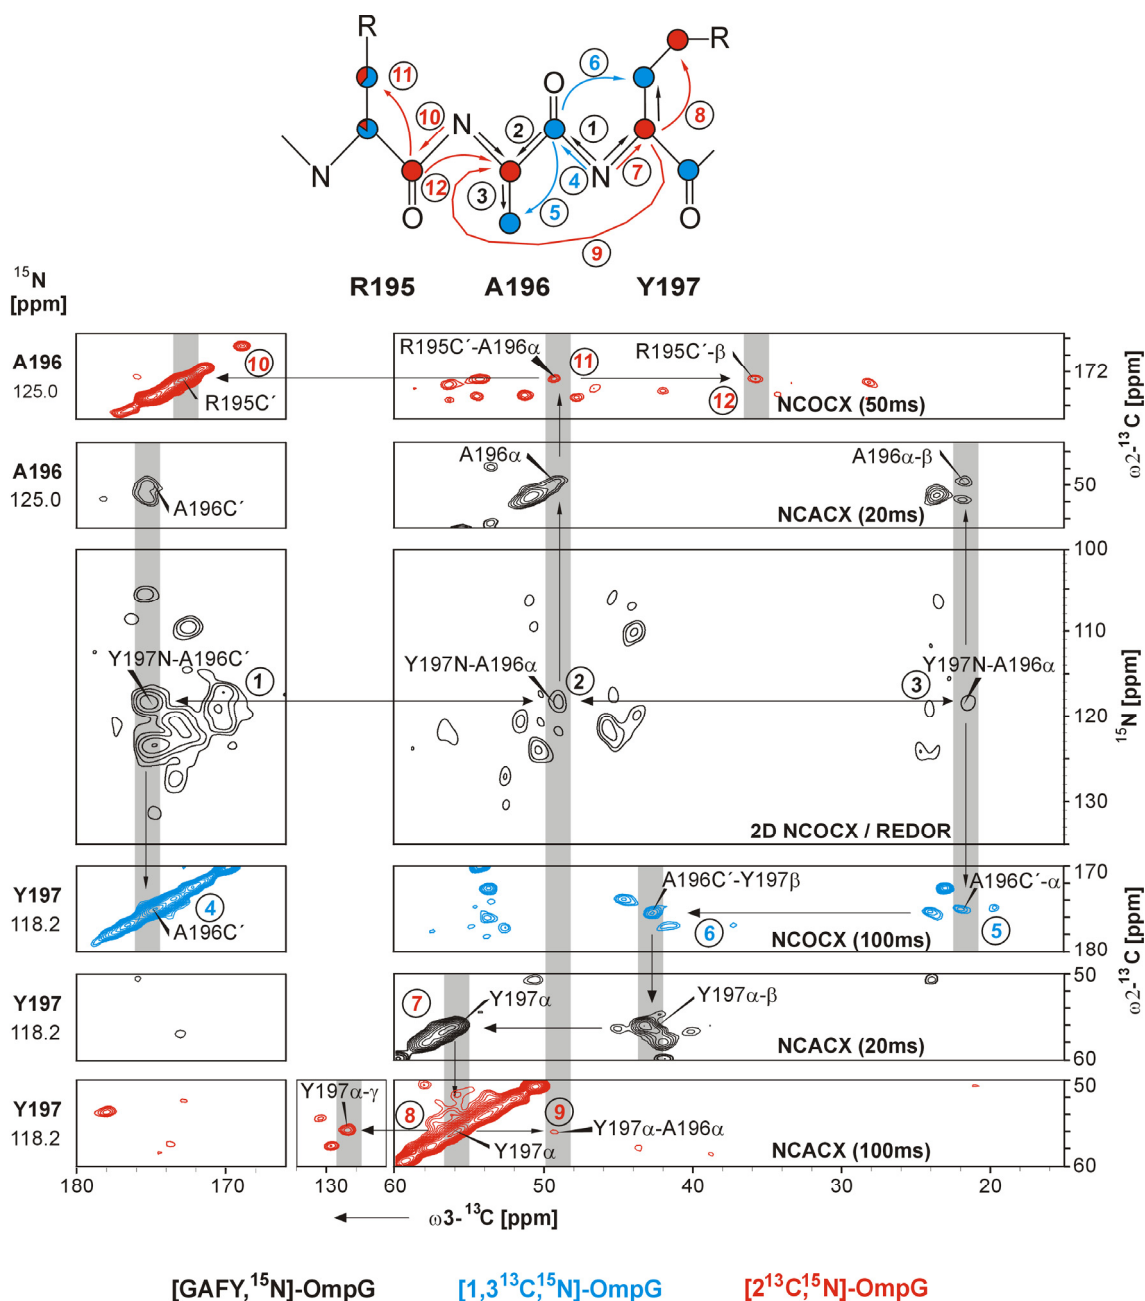 R
R
11
6
O
8
10
N
2
1
N
12
3
4
7
N
O
5
O
9
R195 A196 Y197
15N
[ppm]
A196
125.0
10
R195C´
R195C´-A196α
11
R195C´-β
12
NCOCX (50ms)
172
ω2-13C [ppm]
A196
125.0
A196C´
A196α
A196α-β
NCACX (20ms)
50
100
110
120
130
15N [ppm]
Y197N-A196C´
1
Y197N-A196α
2
3
Y197N-A196α
2D NCOCX / REDOR
Y197
118.2
4
A196C´
A196C´-Y197β
A196C´-α
6
5
NCOCX (100ms)
170
180
ω2-13C [ppm]
Y197
118.2
7
Y197α
Y197α-β
NCACX (20ms)
50
60
Y197
118.2
Y197α-γ
8
9
Y197α-A196α
Y197α
NCACX (100ms)
50
60
180 170 130 60 50 40 30 20
ω3-13C [ppm]
[GAFY,15N]-OmpG [1,313C,15N]-OmpG [213C,15N]-OmpG